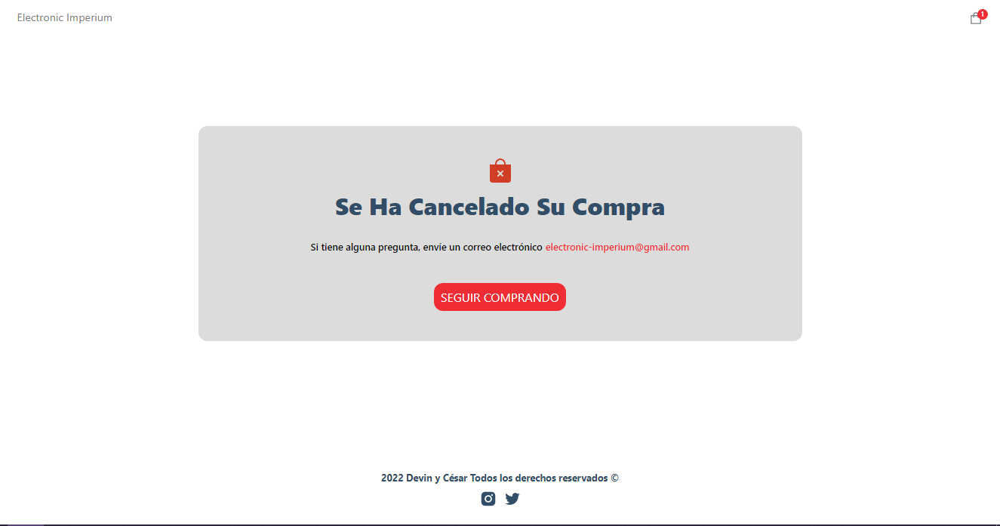 Electronic Imperium
1
Se Ha Cancelado Su Compra
Si tiene alguna pregunta, envíe un correo electrónico electronic-imperium@gmail.com
SEGUIR COMPRANDO
2022 Devin y César Todos los derechos reservados ©